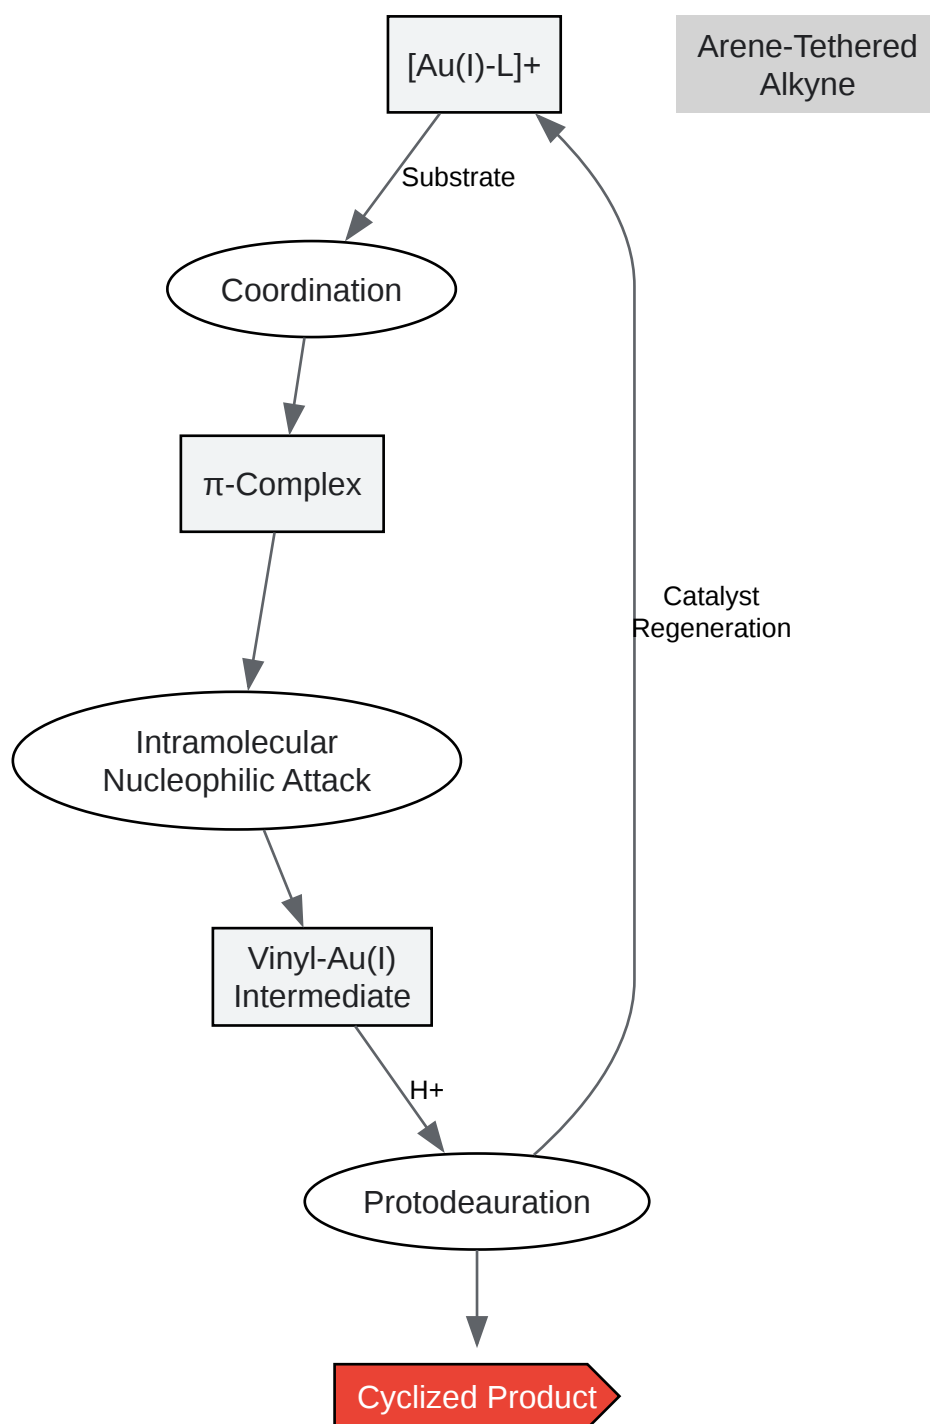 [Au(I)-L]+
Arene-Tethered
Alkyne
Substrate
Coordination
π-Complex
Catalyst
Regeneration
Intramolecular
Nucleophilic Attack
Vinyl-Au(I)
Intermediate
H+
Protodeauration
Cyclized Product